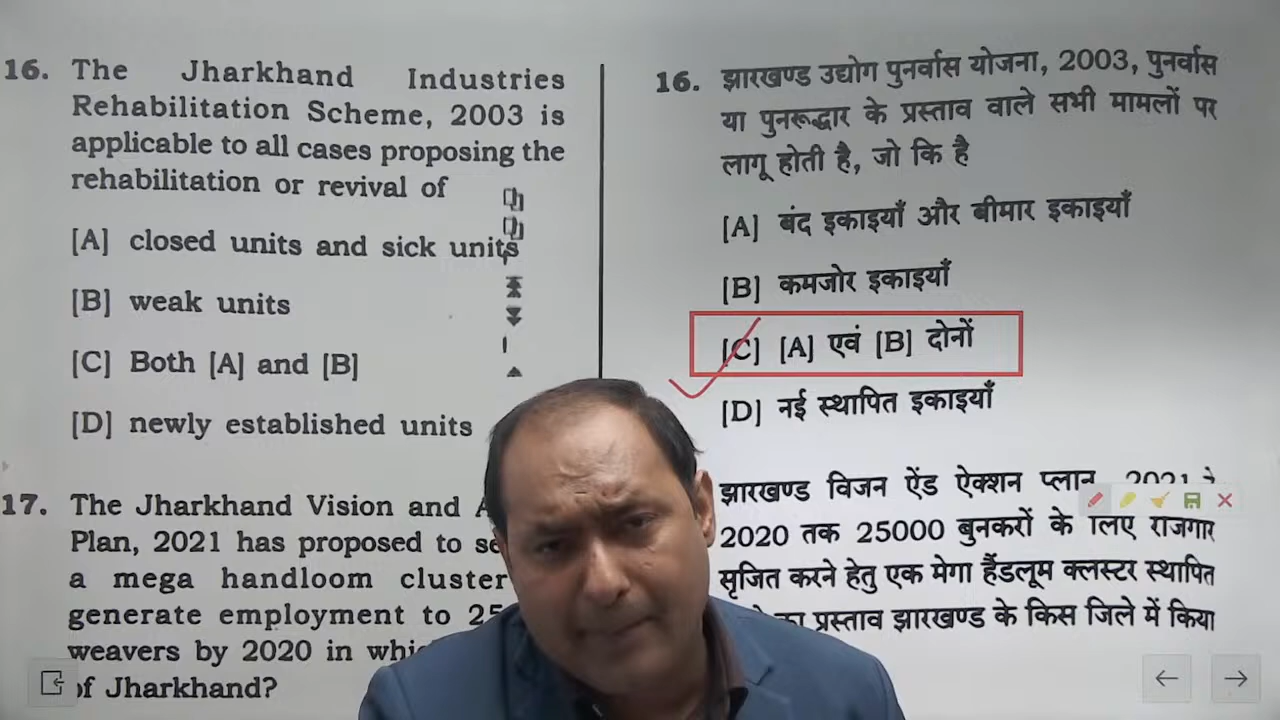 16. The Jharkhand Industries
Rehabilitation Scheme, 2003 is
applicable to all cases proposing the
rehabilitation or revival of
[A] closed units and sick units
[B] weak units
[C] Both [A] and [B]
[D] newly established units
17. The Jharkhand Vision and
Plan, 2021 has proposed to
a mega handloom cluster
generate employment to
weavers by 2020 in
of Jharkhand?
16. झारखण्ड उद्योग पुनर्वास योजना, 2003, पुनर्वास
या पुनरूद्धार के प्रस्ताव वाले सभी मामलों पर
लागू होती है, जो कि है
[A] बंद इकाइयाँ और बीमार इकाइयाँ
[B] कमजोर इकाइयाँ
[C] [A] एवं [B] दोनों
[D] नई स्थापित इकाइयाँ
झारखण्ड विजन ऐंड ऐक्शन प्लान, 2021 ने
2020 तक 25000 बुनकरों के लिए रोजगार
सृजित करने हेतु एक मेगा हैंडलूम क्लस्टर स्थापित
का प्रस्ताव झारखण्ड के किस जिले में किया